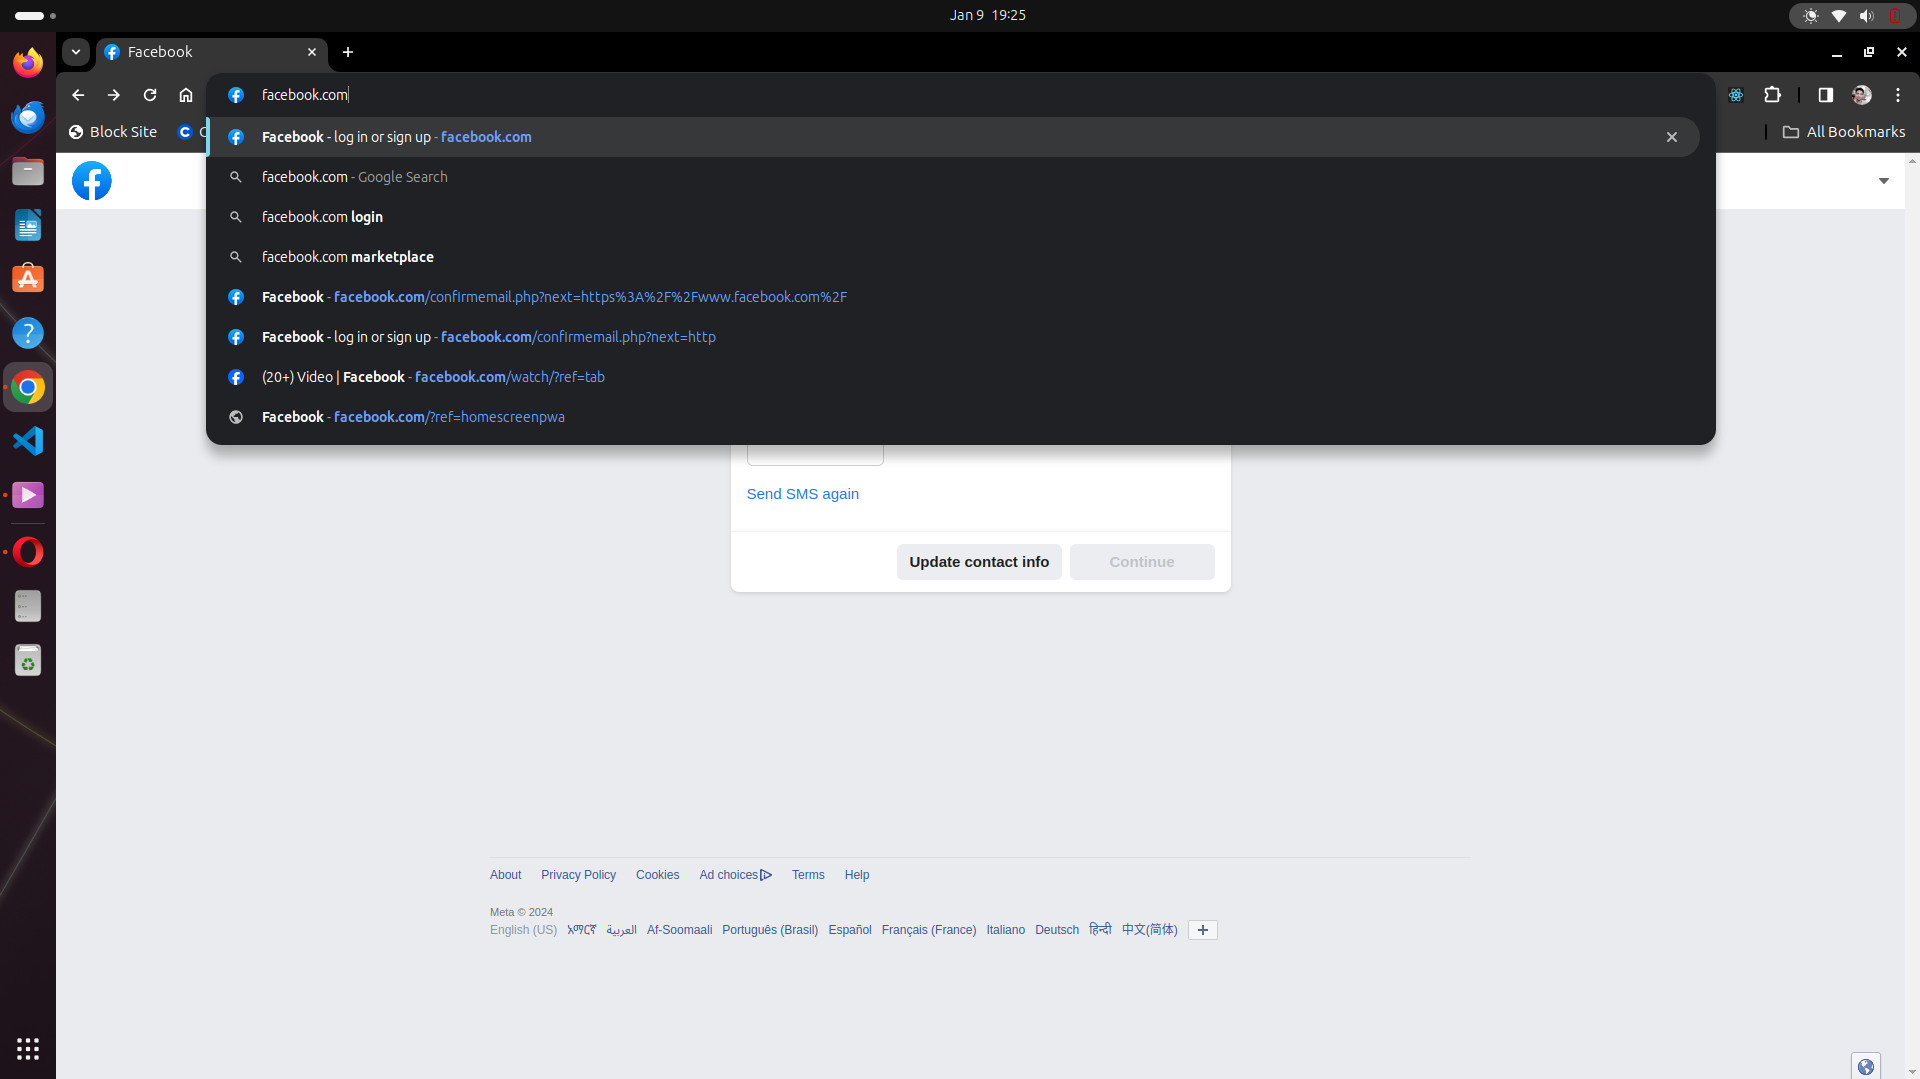 Jan 9 19:25
Facebook
facebook.com
Block Site
All Bookmarks
Facebook - log in or sign up - facebook.com
facebook.com - Google Search
facebook.com login
facebook.com marketplace
Facebook - facebook.com/confirmemail.php?next=https%3A%2F%2Fwww.facebook.com%2F
Facebook - log in or sign up - facebook.com/confirmemail.php?next=http
(20+) Video | Facebook - facebook.com/watch/?ref=tab
Facebook - facebook.com/?ref=homescreenpwa
Send SMS again
Update contact info Continue
About Privacy Policy Cookies Ad choices Terms Help
Meta © 2024
English (US) አማርኛ العربية Af-Soomaali Português (Brasil) Español Français (France) Italiano Deutsch हिन्दी 中文(简体)